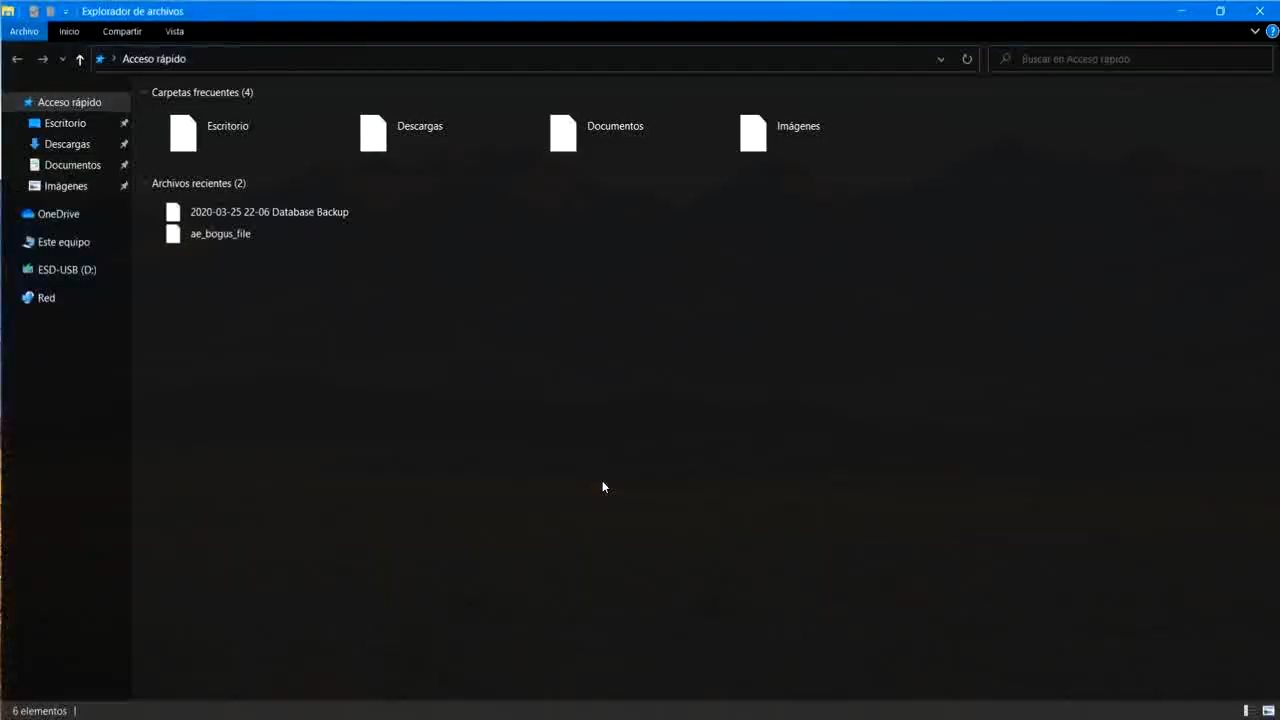 Explorador de archivos
Archivo Inicio Compartir Vista
Acceso rápido
Buscar en Acceso rápido
Acceso rápido
Escritorio
Descargas
Documentos
Imágenes
OneDrive
Este equipo
ESD-USB (D:)
Red
Carpetas frecuentes (4)
Escritorio Descargas Documentos Imágenes
Archivos recientes (2)
2020-03-25 22-06 Database Backup
ae_bogus_file
6 elementos